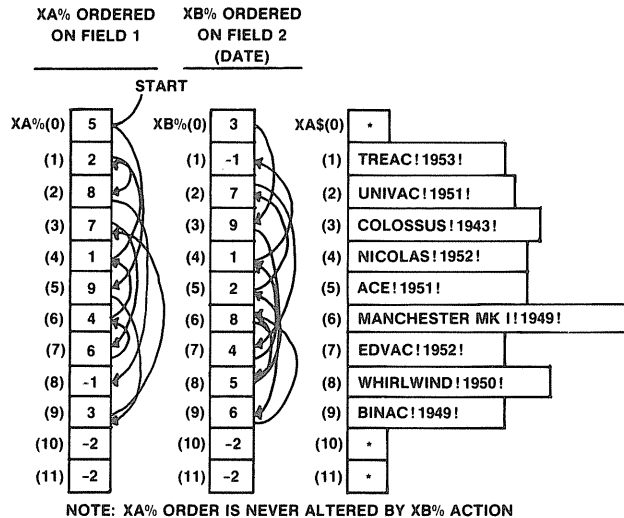 XA% ORDERED XB% ORDERED
ON FIELD 1 ON FIELD 2
(DATE)
START
XA%(0) 5 XB%(0) 3 XA$(0) *
(1) 2 (1) -1 (1) TREAC!1953!
(2) 8 (2) 7 (2) UNIVAC!1951!
(3) 7 (3) 9 (3) COLOSSUS!1943!
(4) 1 (4) 1 (4) NICOLAS!1952!
(5) 9 (5) 2 (5) ACE!1951!
(6) 4 (6) 8 (6) MANCHESTER MK I!1949!
(7) 6 (7) 4 (7) EDVAC!1952!
(8) -1 (8) 5 (8) WHIRLWIND!1950!
(9) 3 (9) 6 (9) BINAC!1949!
(10) -2 (10) -2 (10) *
(11) -2 (11) -2 (11) *
NOTE: XA% ORDER IS NEVER ALTERED BY XB% ACTION